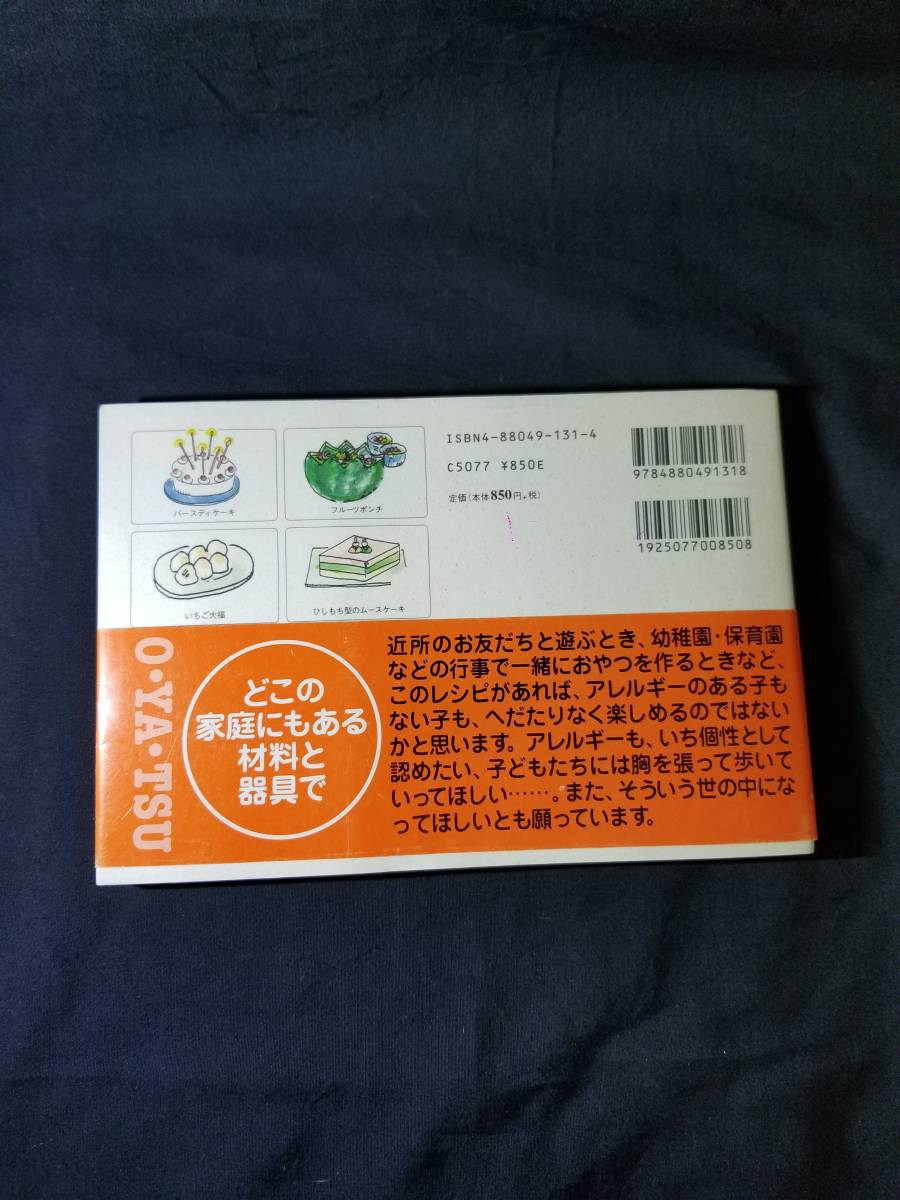 バースディケーキ
フルーツポンチ
いちご大福
ひしもち型のムースケーキ
ISBN4-88049-131-4
C5077 ¥850E
定価(本体850円+税)
9784880491318
1925077008508
O・YA・TSU
どこの
家庭にもある
材料と
器具で
近所のお友だちと遊ぶとき、幼稚園・保育園
などの行事で一緒におやつを作るときなど、
このレシピがあれば、アレルギーのある子も
ない子も、へだたりなく楽しめるのではない
かと思います。アレルギーも、いち個性として
認めたい、子どもたちには胸を張って歩いて
いってほしい……。また、そういう世の中にな
ってほしいとも願っています。